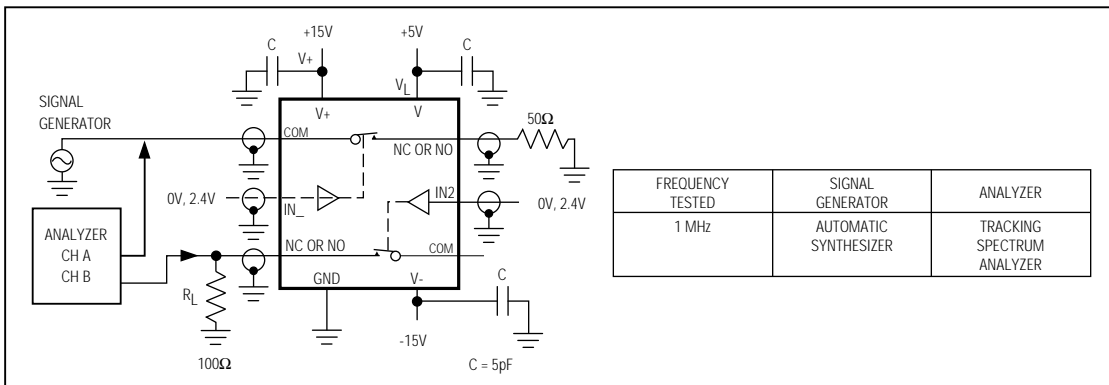 +15V
+5V
C
C
V+
VL
V+
V
SIGNAL
GENERATOR
COM
NC OR NO
50Ω
0V, 2.4V
IN_
IN2
0V, 2.4V
ANALYZER
CH A
CH B
NC OR NO
COM
RL
100Ω
GND
V-
C
-15V
C = 5pF
FREQUENCY
TESTED
SIGNAL
GENERATOR
ANALYZER
1 MHz
AUTOMATIC
SYNTHESIZER
TRACKING
SPECTRUM
ANALYZER